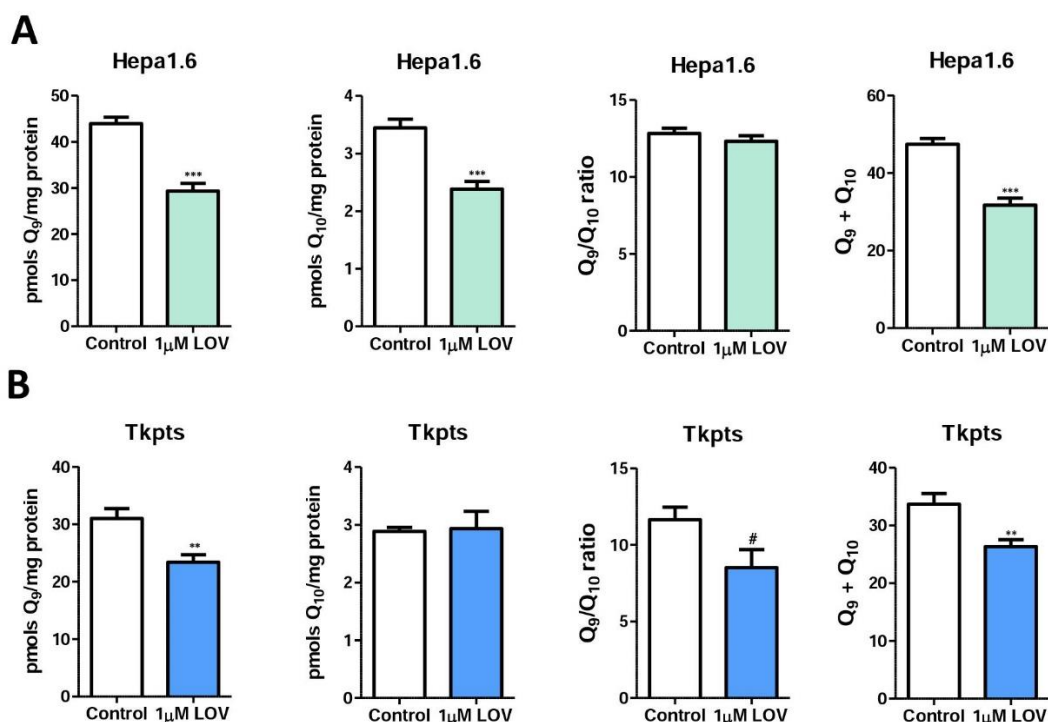 A
Hepa1.6
pmols Q₉/mg protein
50
40
30
20
10
0
***
Control 1μM LOV
Hepa1.6
pmols Q₁₀/mg protein
4
3
2
1
0
***
Control 1μM LOV
Hepa1.6
Q₉/Q₁₀ ratio
15
10
5
0
Control 1μM LOV
Hepa1.6
Q₉ + Q₁₀
60
40
20
0
***
Control 1μM LOV
B
Tkpts
pmols Q₉/mg protein
40
30
20
10
0
**
Control 1μM LOV
Tkpts
pmols Q₁₀/mg protein
4
3
2
1
0
Control 1μM LOV
Tkpts
Q₉/Q₁₀ ratio
15
10
5
0
#
Control 1μM LOV
Tkpts
Q₉ + Q₁₀
40
30
20
10
0
**
Control 1μM LOV